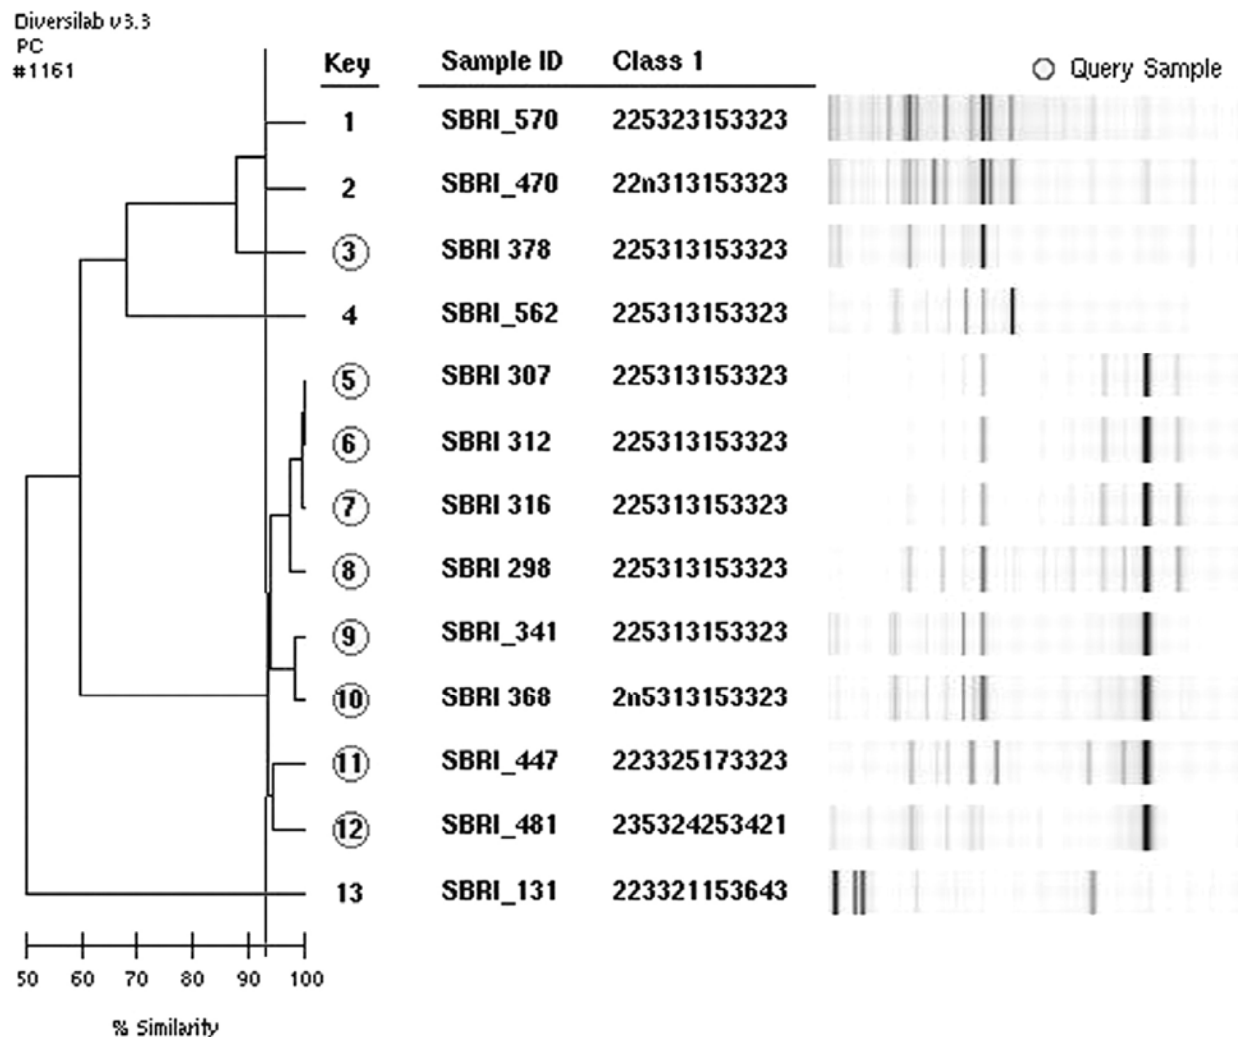 Diversilab v3.3
PC
#1161
Key Sample ID Class 1
Query Sample
1 SBRI_570 225323153323
2 SBRI_470 22n313153323
3 SBRI 378 225313153323
4 SBRI_562 225313153323
5 SBRI 307 225313153323
6 SBRI 312 225313153323
7 SBRI 316 225313153323
8 SBRI 298 225313153323
9 SBRI_341 225313153323
10 SBRI 368 2n5313153323
11 SBRI_447 223325173323
12 SBRI_481 235324253421
13 SBRI_131 223321153643
50 60 70 80 90 100
% Similarity